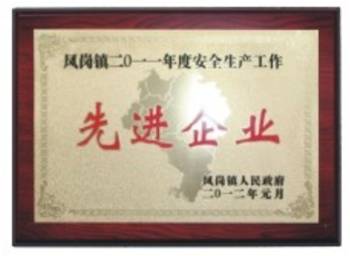 凤岗镇二〇一一年度安全生产工作
先进企业
凤岗镇人民政府
二〇一二年元月